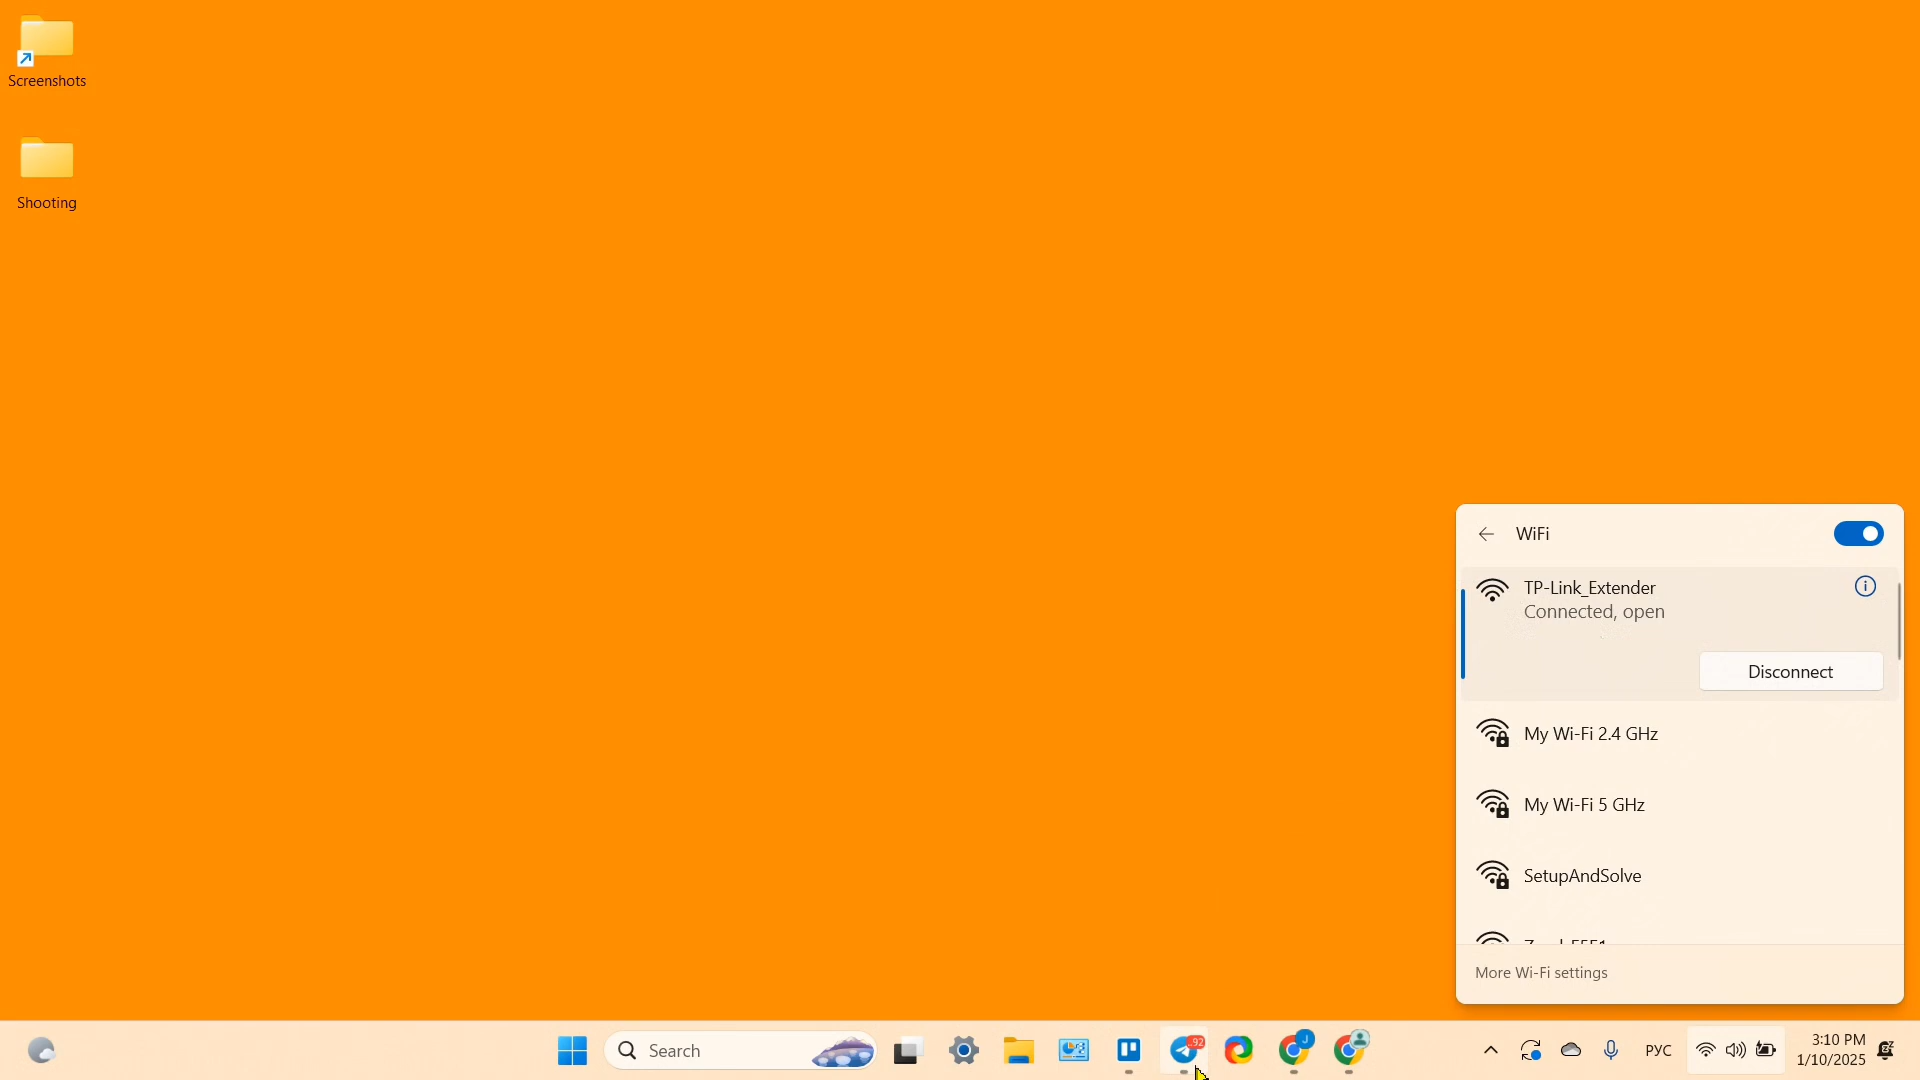 Screenshots
Shooting
WiFi
TP-Link_Extender
Connected, open
Disconnect
My Wi-Fi 2.4 GHz
My Wi-Fi 5 GHz
SetupAndSolve
More Wi-Fi settings
Search
J
92
РУС
3:10 PM
1/10/2025